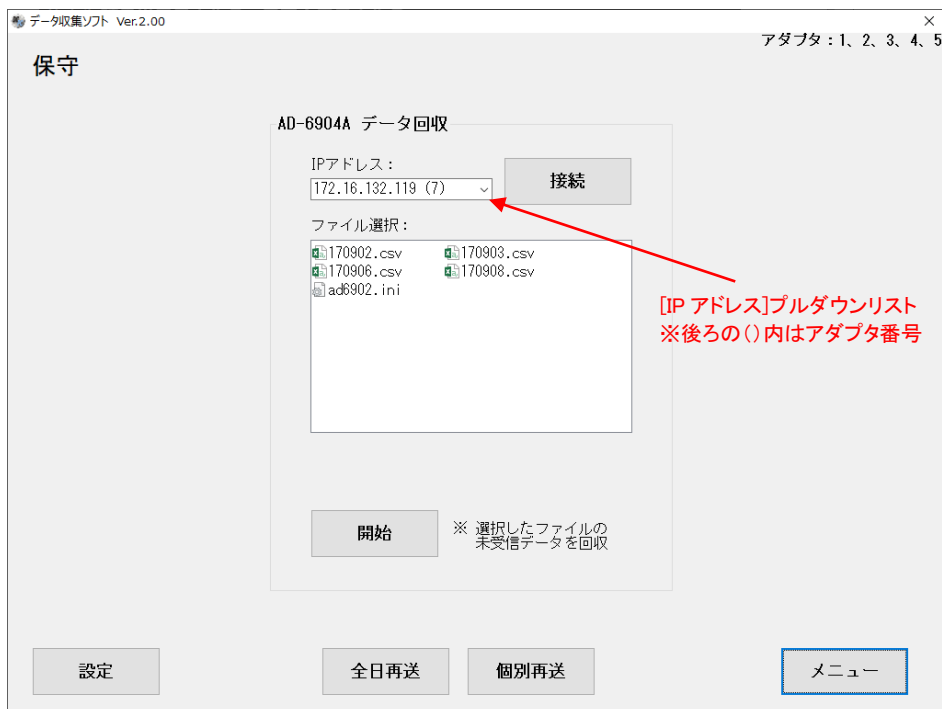 データ収集ソフト Ver.2.00
アダプタ：1、2、3、4、5
保守
AD-6904A データ回収
IPアドレス：
172.16.132.119 (7)
接続
ファイル選択：
170902.csv 170903.csv
170906.csv 170908.csv
ad6902.ini
[IP アドレス]プルダウンリスト
※後ろの()内はアダプタ番号
開始
※ 選択したファイルの
未受信データを回収
設定
全日再送
個別再送
メニュー